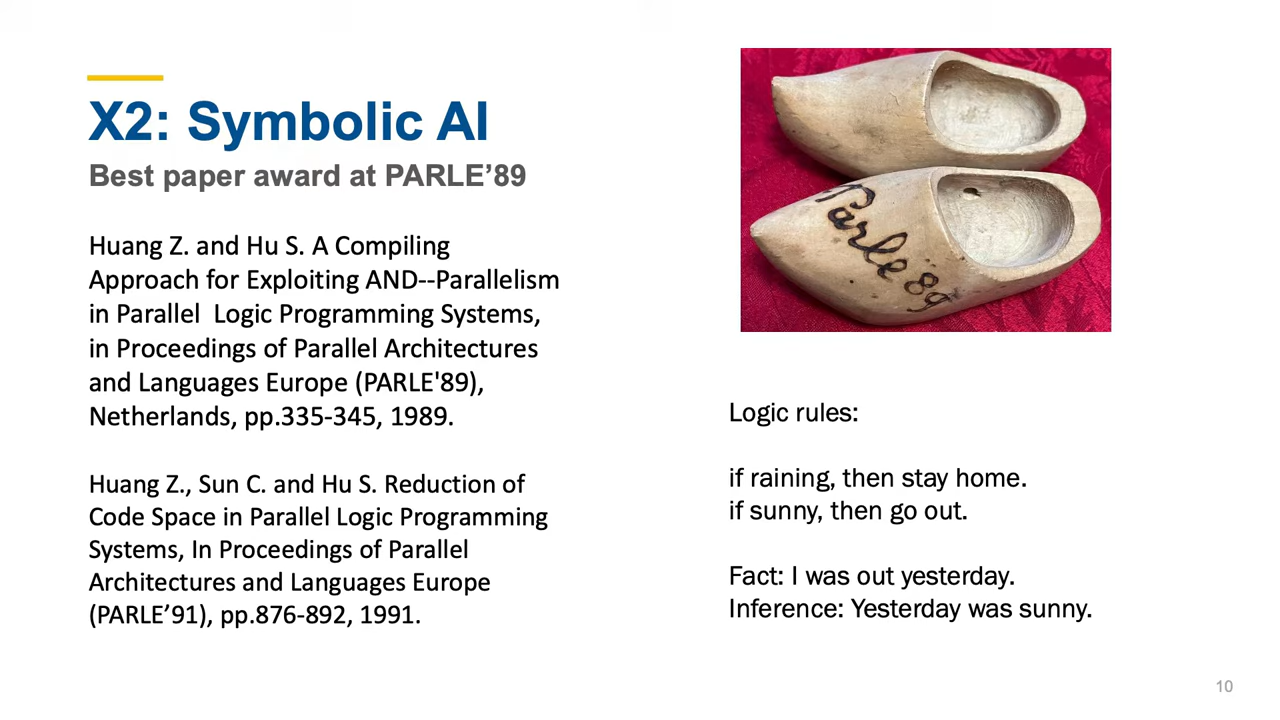 X2: Symbolic AI
Best paper award at PARLE’89
Huang Z. and Hu S. A Compiling
Approach for Exploiting AND--Parallelism
in Parallel  Logic Programming Systems,
in Proceedings of Parallel Architectures
and Languages Europe (PARLE'89),
Netherlands, pp.335-345, 1989.
Huang Z., Sun C. and Hu S. Reduction of
Code Space in Parallel Logic Programming
Systems, In Proceedings of Parallel
Architectures and Languages Europe
(PARLE’91), pp.876-892, 1991.
Parle '89
Logic rules:
if raining, then stay home.
if sunny, then go out.
Fact: I was out yesterday.
Inference: Yesterday was sunny.
10